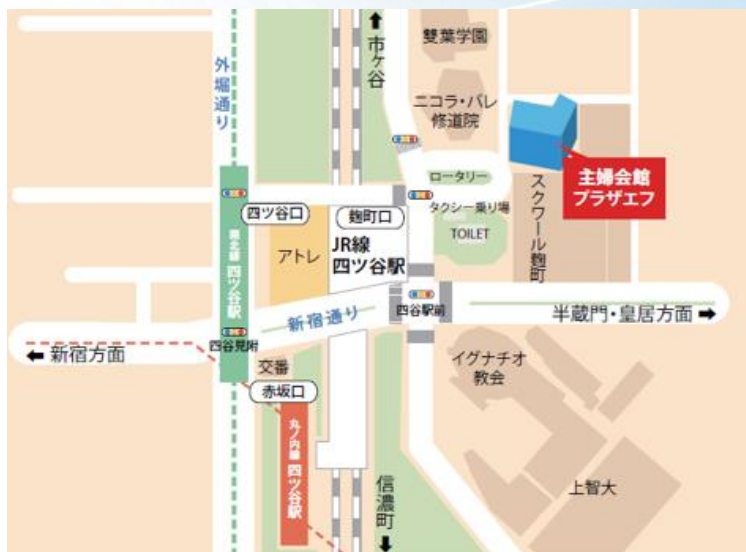 外堀通り
市ヶ谷
雙葉学園
ニコラ・バレ
修道院
主婦会館
プラザエフ
ロータリー
タクシー乗り場
TOILET
スクワール麹町
四ツ谷口
麹町口
アトレ
JR線
四ツ谷駅
南北線 四ツ谷駅
新宿通り
四谷駅前
半蔵門・皇居方面
四谷見附
新宿方面
交番
赤坂口
イグナチオ
教会
丸ノ内線 四ツ谷駅
信濃町
上智大